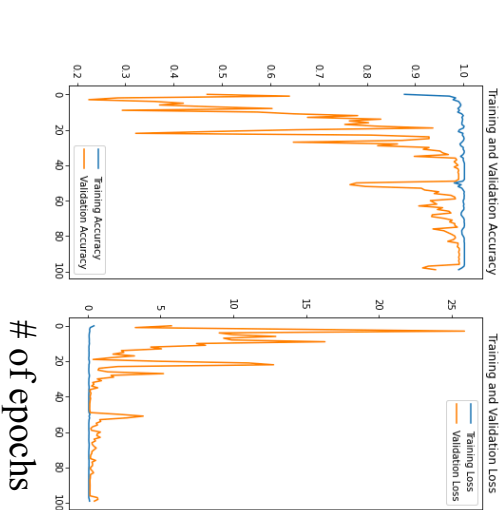 Training and Validation Accuracy
1.0
0.9
0.8
0.7
0.6
0.5
0.4
0.3
0.2
0 20 40 60 80 100
Training Accuracy
Validation Accuracy
Training and Validation Loss
25
20
15
10
5
0
0 20 40 60 80 100
Training Loss
Validation Loss
# of epochs